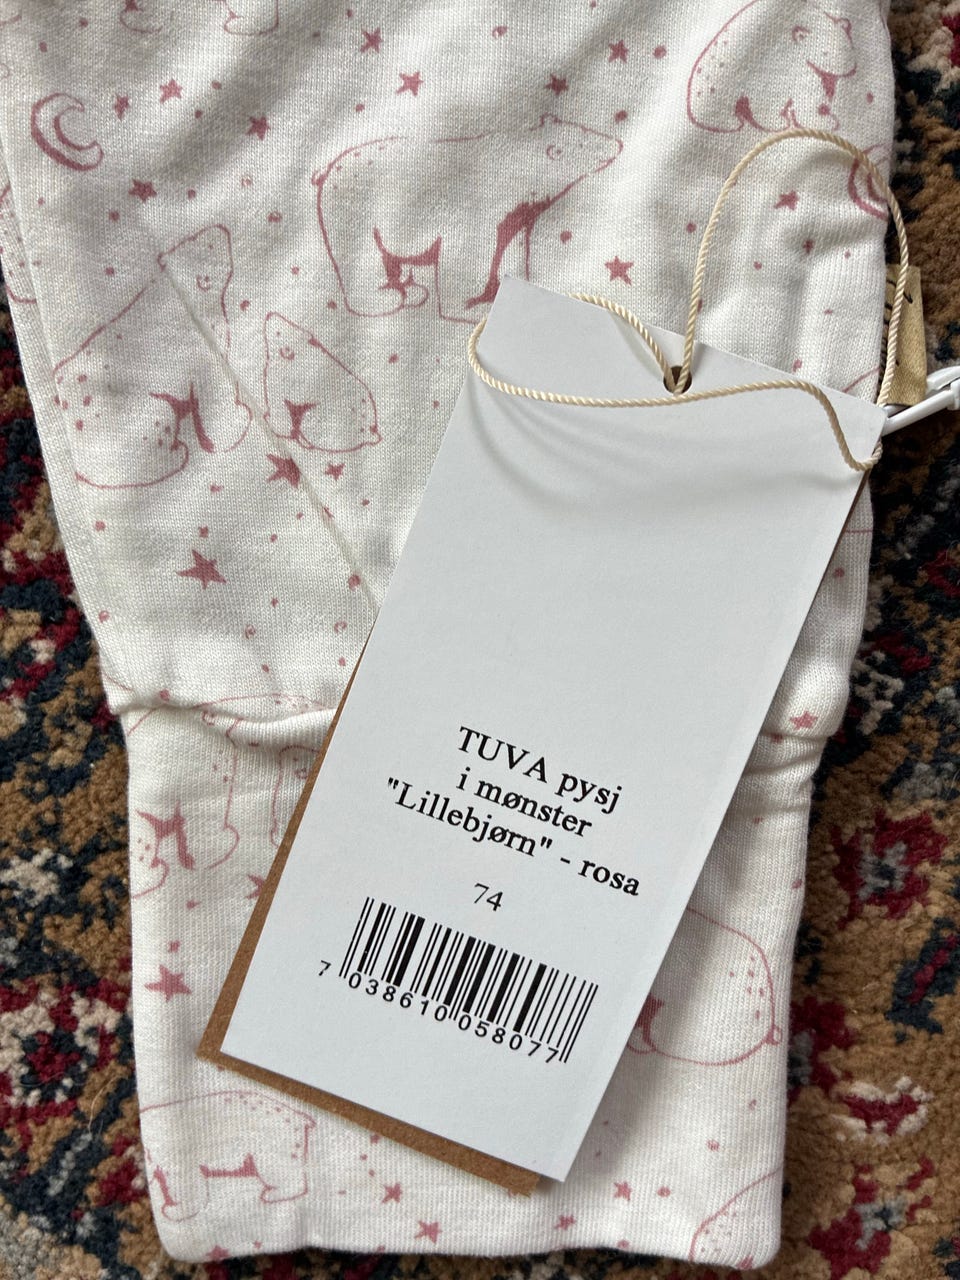 TUVA pysj
i mønster
"Lillebjørn" - rosa
74
7 038610 058077